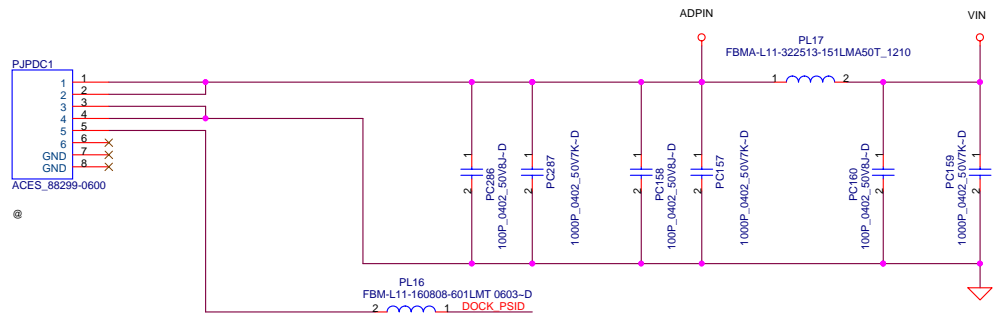 ADPIN
VIN
PL17
FBMA-L11-322513-151LMA50T_1210
1 2
PJPDC1
1 1
2 2
3 3
4 4
5 5
6 6
GND 7
GND 8
ACES_88299-0600
@
1 2
PC286
100P_0402_50V8J~D
1 2
PC287
1000P_0402_50V7K~D
1 2
PC158
100P_0402_50V8J~D
1 2
PC157
1000P_0402_50V7K~D
1 2
PC160
100P_0402_50V8J~D
1 2
PC159
1000P_0402_50V7K~D
PL16
FBM-L11-160808-601LMT 0603~D
2 1
DOCK_PSID